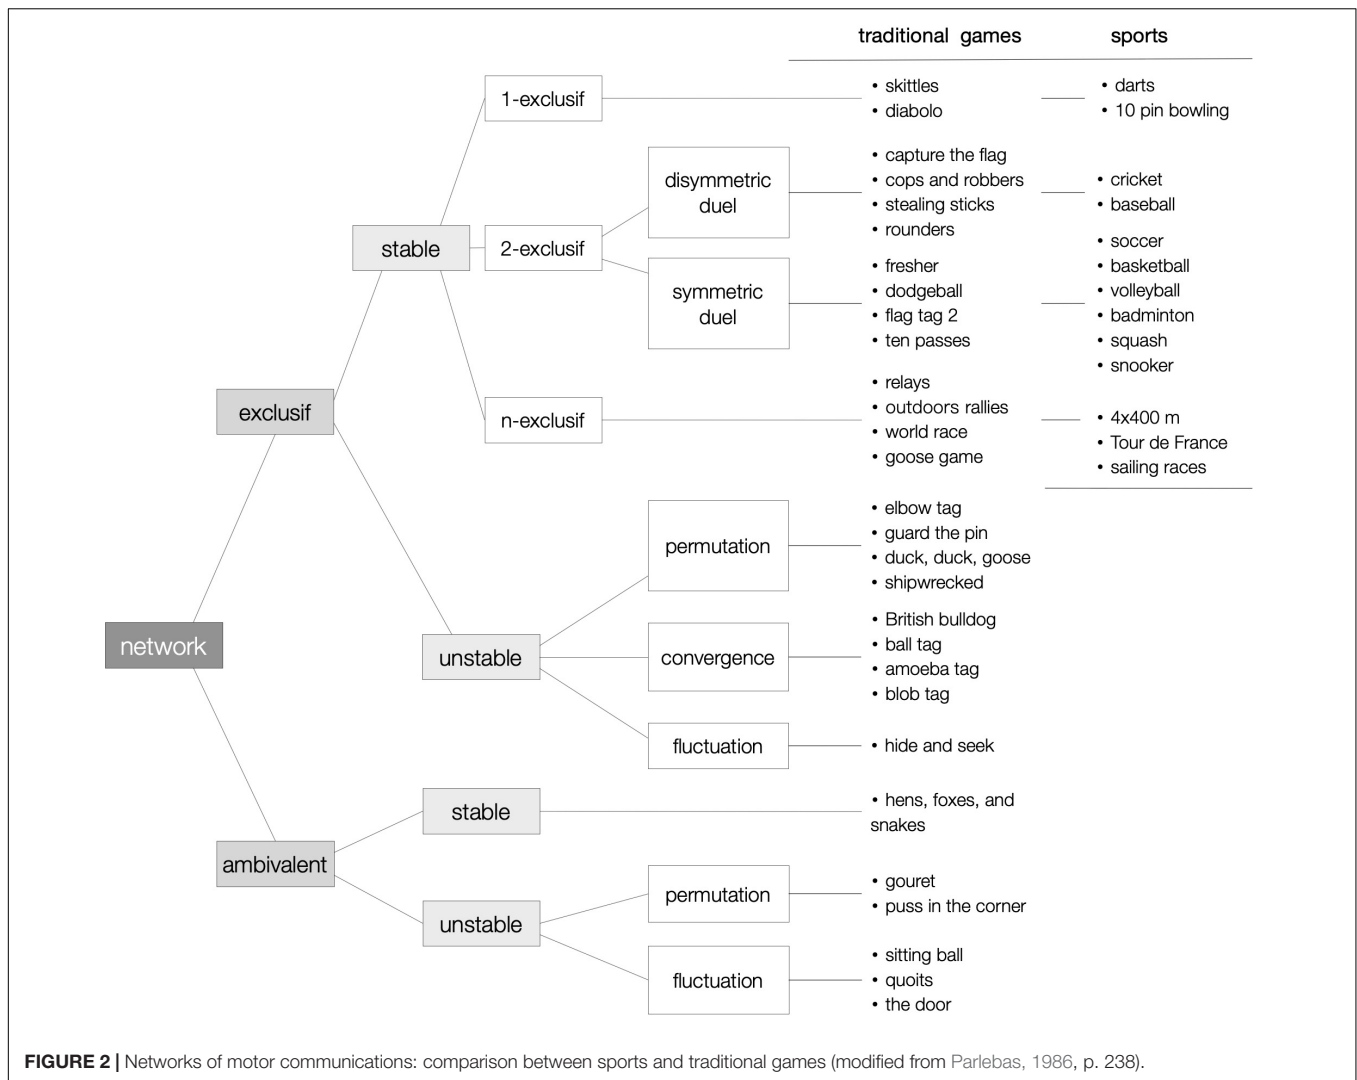 traditional games
sports
1-exclusif
• skittles
• diabolo
• darts
• 10 pin bowling
disymmetric
duel
• capture the flag
• cops and robbers
• stealing sticks
• rounders
• cricket
• baseball
stable
2-exclusif
symmetric
duel
• fresher
• dodgeball
• flag tag 2
• ten passes
• soccer
• basketball
• volleyball
• badminton
• squash
• snooker
exclusif
n-exclusif
• relays
• outdoors rallies
• world race
• goose game
• 4x400 m
• Tour de France
• sailing races
permutation
• elbow tag
• guard the pin
• duck, duck, goose
• shipwrecked
network
unstable
convergence
• British bulldog
• ball tag
• amoeba tag
• blob tag
fluctuation
• hide and seek
stable
• hens, foxes, and
snakes
ambivalent
permutation
• gouret
• puss in the corner
unstable
fluctuation
• sitting ball
• quoits
• the door
FIGURE 2 | Networks of motor communications: comparison between sports and traditional games (modified from Parlebas, 1986, p. 238).